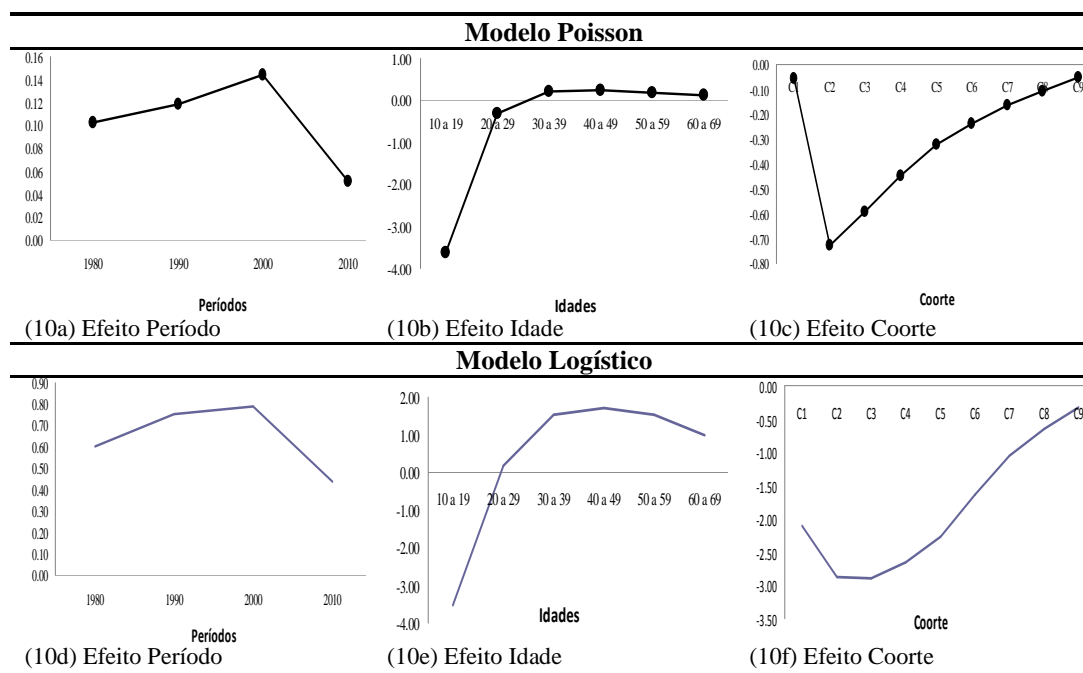 Modelo Poisson
0.16
0.14
0.12
0.10
0.08
0.06
0.04
0.02
0.00
1980 1990 2000 2010
Períodos
(10a) Efeito Período
1.00
0.00
-1.00
-2.00
-3.00
-4.00
10 a 19 20 a 29 30 a 39 40 a 49 50 a 59 60 a 69
Idades
(10b) Efeito Idade
0.00
-0.10
-0.20
-0.30
-0.40
-0.50
-0.60
-0.70
-0.80
C1 C2 C3 C4 C5 C6 C7 C8 C9
Coorte
(10c) Efeito Coorte
Modelo Logístico
0.90
0.80
0.70
0.60
0.50
0.40
0.30
0.20
0.10
0.00
1980 1990 2000 2010
Períodos
(10d) Efeito Período
2.00
1.00
0.00
-1.00
-2.00
-3.00
-4.00
10 a 19 20 a 29 30 a 39 40 a 49 50 a 59 60 a 69
Idades
(10e) Efeito Idade
0.00
-0.50
-1.00
-1.50
-2.00
-2.50
-3.00
-3.50
C1 C2 C3 C4 C5 C6 C7 C8 C9
Coorte
(10f) Efeito Coorte